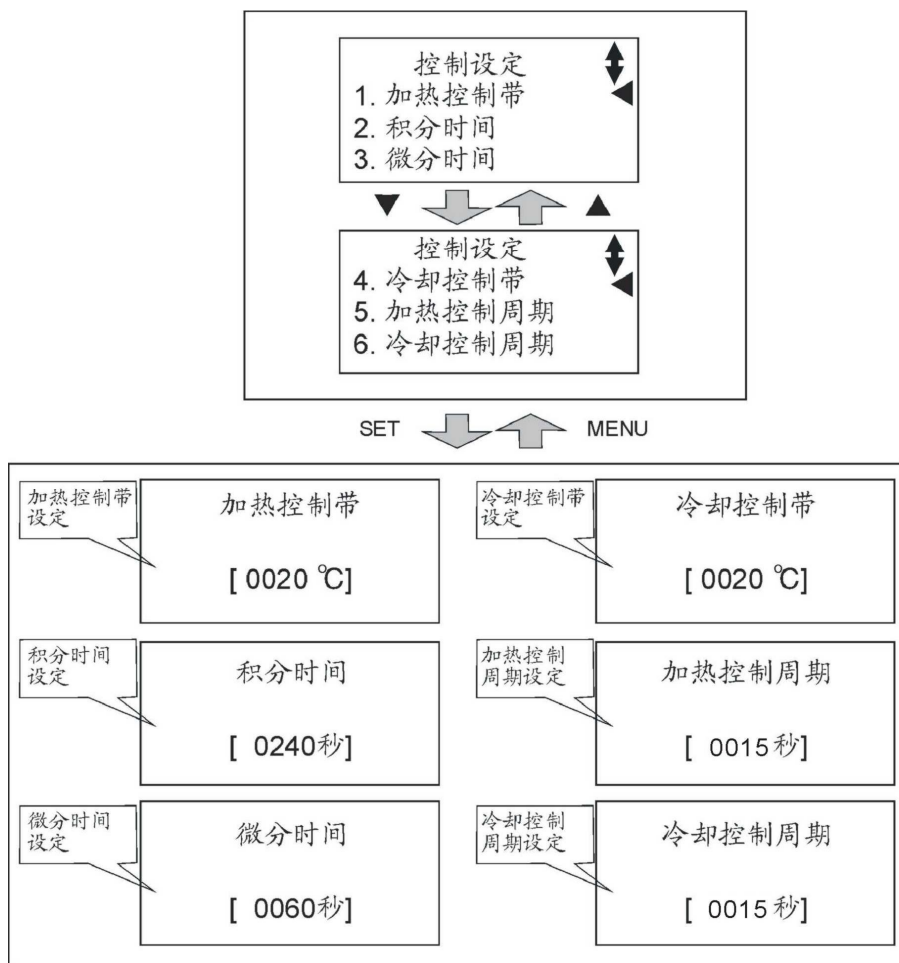 控制设定
1. 加热控制带
2. 积分时间
3. 微分时间
控制设定
4. 冷却控制带
5. 加热控制周期
6. 冷却控制周期
SET
MENU
加热控制带
设定
加热控制带
[ 0020 ℃]
冷却控制带
设定
冷却控制带
[ 0020 ℃]
积分时间
设定
积分时间
[ 0240秒]
加热控制
周期设定
加热控制周期
[ 0015秒]
微分时间
设定
微分时间
[ 0060秒]
冷却控制
周期设定
冷却控制周期
[ 0015秒]